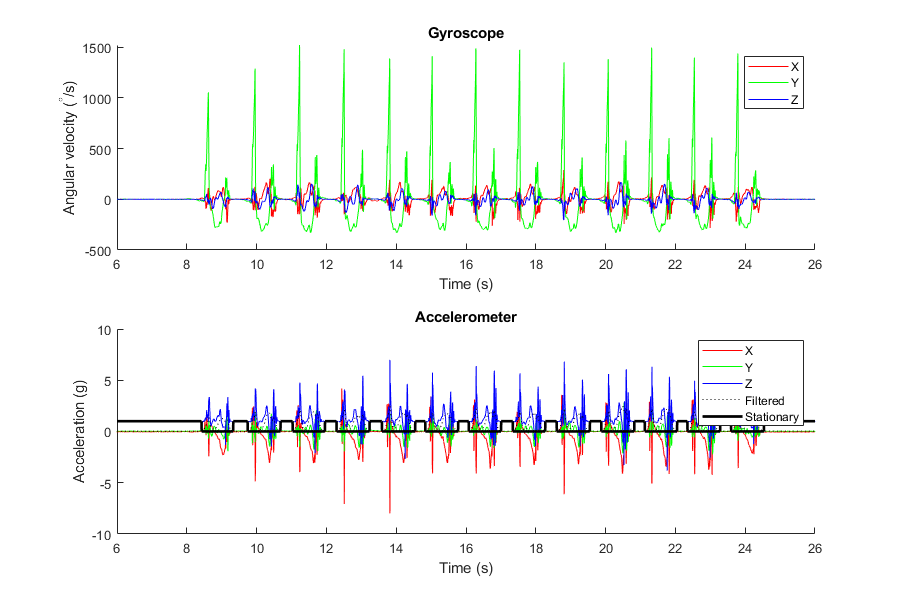 Gyroscope
1500
1000
500
0
-500
Angular velocity (°/s)
X
Y
Z
6 8 10 12 14 16 18 20 22 24 26
Time (s)
Accelerometer
10
5
0
-5
-10
Acceleration (g)
X
Y
Z
Filtered
Stationary
6 8 10 12 14 16 18 20 22 24 26
Time (s)